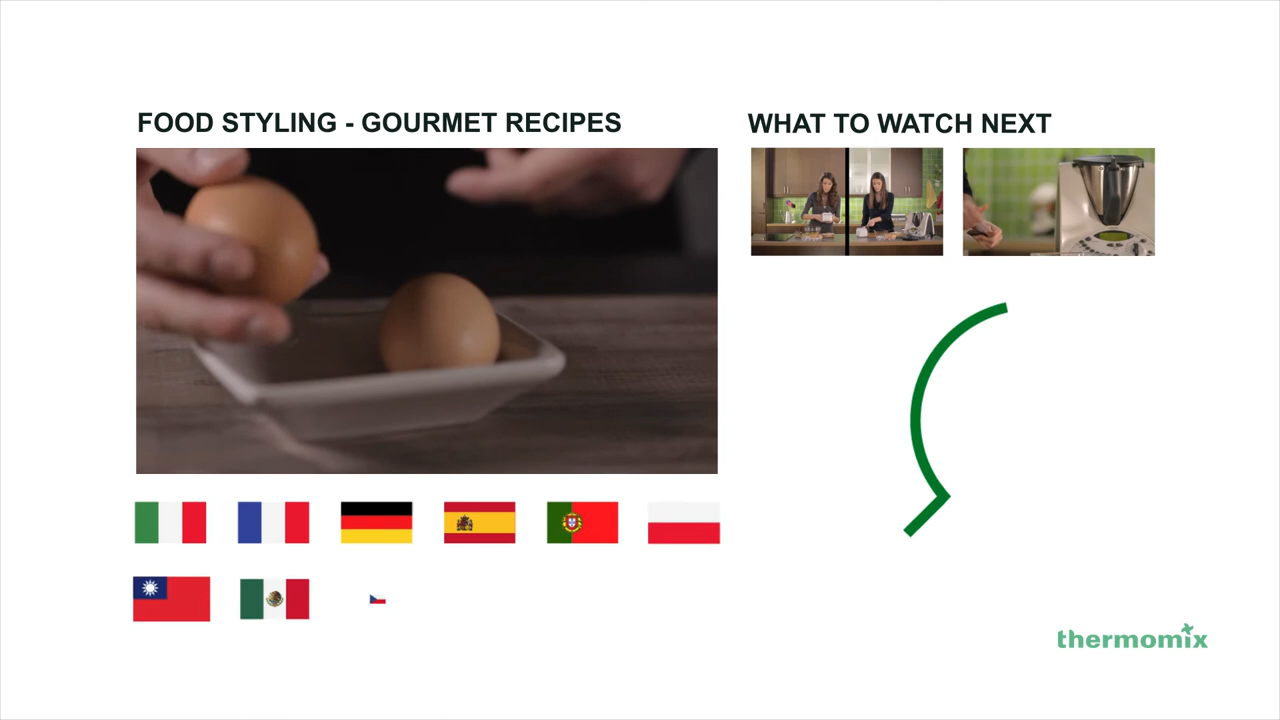 FOOD STYLING - GOURMET RECIPES
WHAT TO WATCH NEXT
thermomix